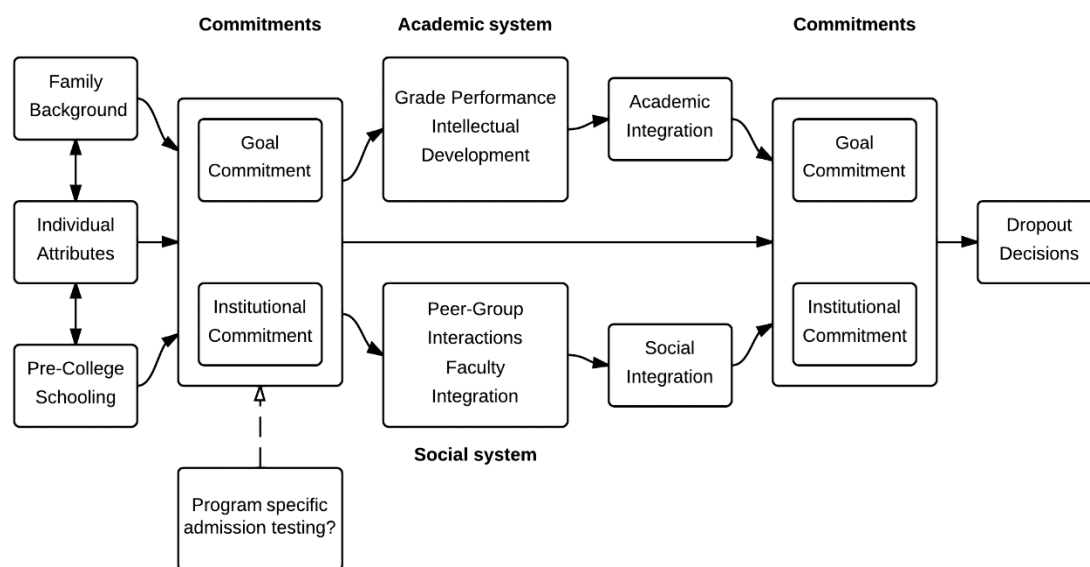 Commitments
Academic system
Commitments
Family
Background
Individual
Attributes
Pre-College
Schooling
Goal
Commitment
Institutional
Commitment
Program specific
admission testing?
Grade Performance
Intellectual
Development
Peer-Group
Interactions
Faculty
Integration
Social system
Academic
Integration
Social
Integration
Goal
Commitment
Institutional
Commitment
Dropout
Decisions